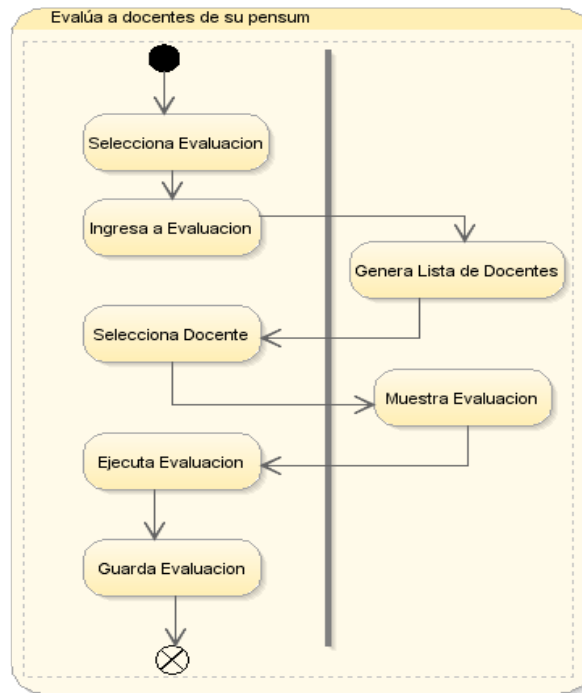 Evalúa a docentes de su pensum
Selecciona Evaluacion
Ingresa a Evaluacion
Genera Lista de Docentes
Selecciona Docente
Muestra Evaluacion
Ejecuta Evaluacion
Guarda Evaluacion